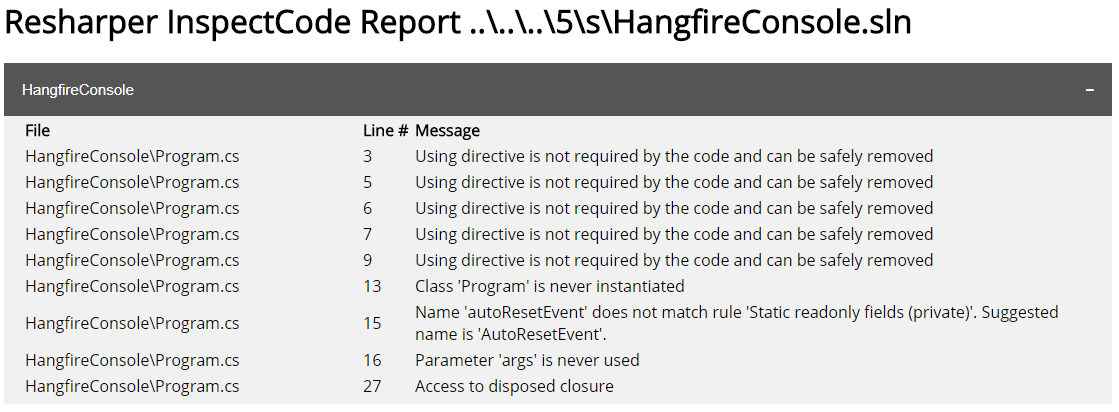 Resharper InspectCode Report ..\..\..\5\s\HangfireConsole.sln
HangfireConsole −
File Line # Message
HangfireConsole\Program.cs 3 Using directive is not required by the code and can be safely removed
HangfireConsole\Program.cs 5 Using directive is not required by the code and can be safely removed
HangfireConsole\Program.cs 6 Using directive is not required by the code and can be safely removed
HangfireConsole\Program.cs 7 Using directive is not required by the code and can be safely removed
HangfireConsole\Program.cs 9 Using directive is not required by the code and can be safely removed
HangfireConsole\Program.cs 13 Class 'Program' is never instantiated
HangfireConsole\Program.cs 15 Name 'autoResetEvent' does not match rule 'Static readonly fields (private)'. Suggested
name is 'AutoResetEvent'.
HangfireConsole\Program.cs 16 Parameter 'args' is never used
HangfireConsole\Program.cs 27 Access to disposed closure